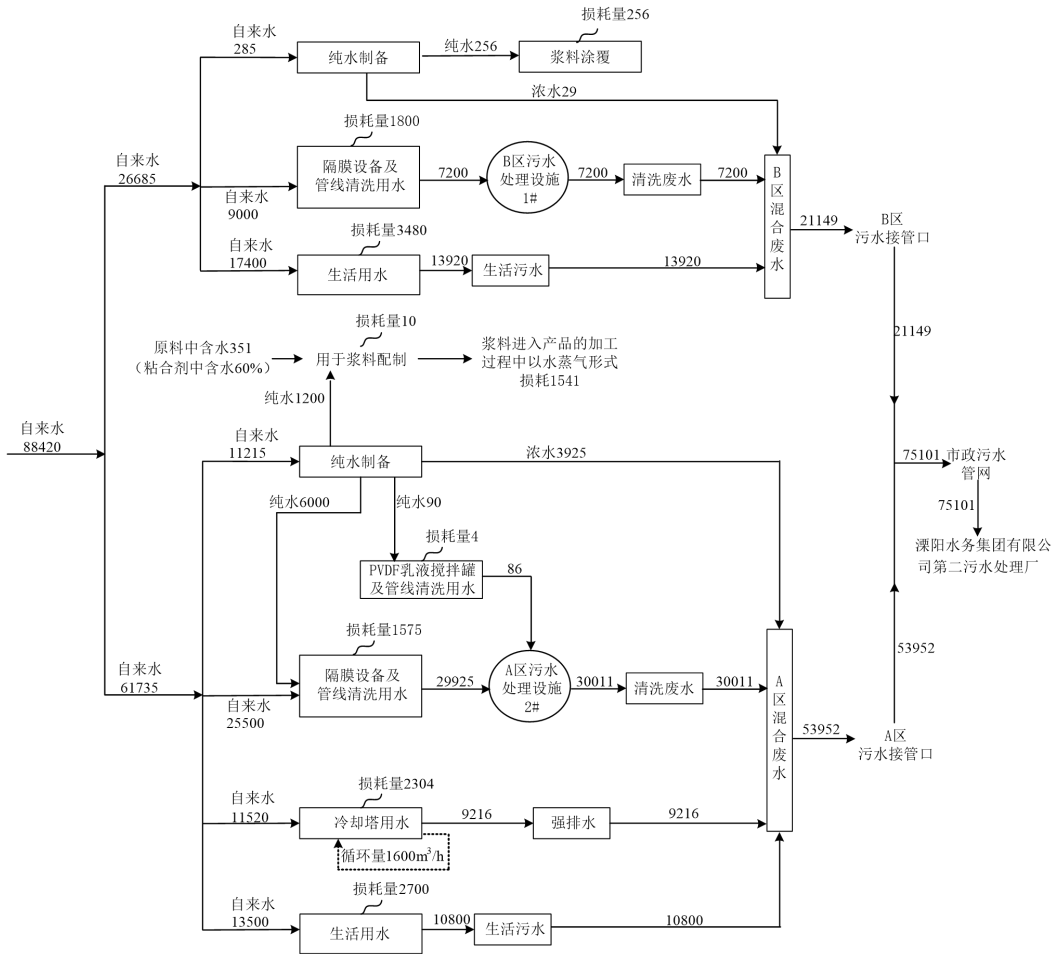 损耗量256
自来水
285
纯水制备
纯水256
浆料涂覆
浓水29
损耗量1800
自来水
26685
隔膜设备及
管线清洗用水
7200
B区污水
处理设施
1#
7200
清洗废水
7200
B区混合废水
21149
B区
污水接管口
自来水
9000
损耗量3480
自来水
17400
生活用水
13920
生活污水
13920
21149
损耗量10
原料中含水351
(粘合剂中含水60%)
用于浆料配制
浆料进入产品的加工
过程中以水蒸气形式
损耗1541
纯水1200
自来水
88420
自来水
11215
纯水制备
浓水3925
75101
市政污水
管网
纯水6000
纯水90
75101
损耗量4
PVDF乳液搅拌罐
及管线清洗用水
86
溧阳水务集团有限公
司第二污水处理厂
损耗量1575
自来水
61735
隔膜设备及
管线清洗用水
29925
A区污水
处理设施
2#
30011
清洗废水
30011
A区混合废水
53952
53952
A区
污水接管口
自来水
25500
损耗量2304
自来水
11520
冷却塔用水
9216
强排水
9216
循环量1600m³/h
损耗量2700
自来水
13500
生活用水
10800
生活污水
10800